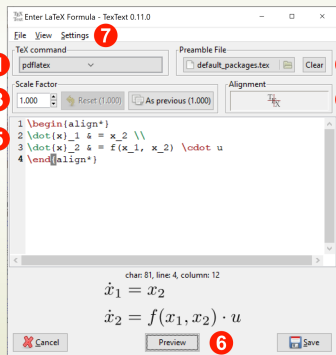 Enter LaTeX Formula - TexText 0.11.0
File View Settings 7
TeX command Preamble File
pdflatex default_packages.tex Clear
Scale Factor Alignment
1.000 Reset (1.000) As previous (1.000)
1 \begin{align*}
2 \dot{x}_1 & = x_2 \\
3 \dot{x}_2 & = f(x_1, x_2) \cdot u
4 \end{align*}
char: 81, line: 4, column: 12
ẋ₁ = x₂
ẋ₂ = f(x₁, x₂) · u
Cancel Preview 6 Save